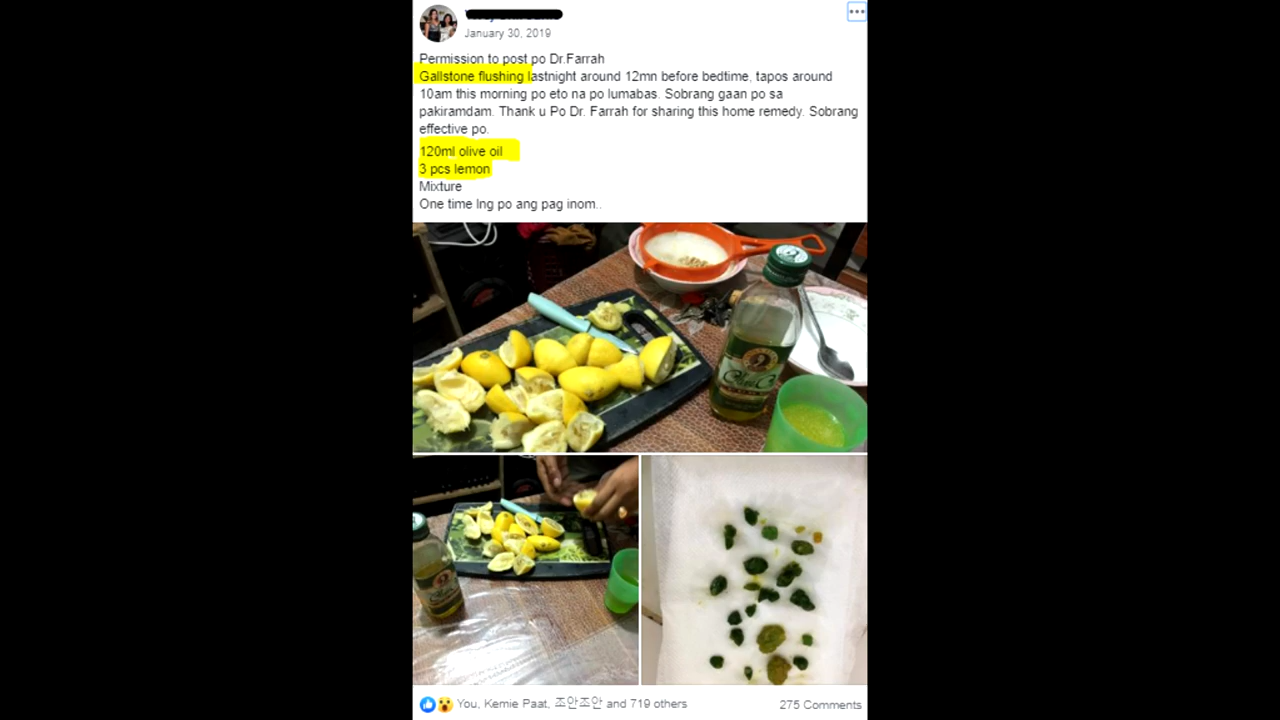 January 30, 2019
Permission to post po Dr.Farrah
Gallstone flushing lastnight around 12mn before bedtime, tapos around
10am this morning po eto na po lumabas. Sobrang gaan po sa
pakiramdam. Thank u Po Dr. Farrah for sharing this home remedy. Sobrang
effective po.
120ml olive oil
3 pcs lemon
Mixture
One time lng po ang pag inom..
You, Kemie Paat, 조안조안 and 719 others
275 Comments